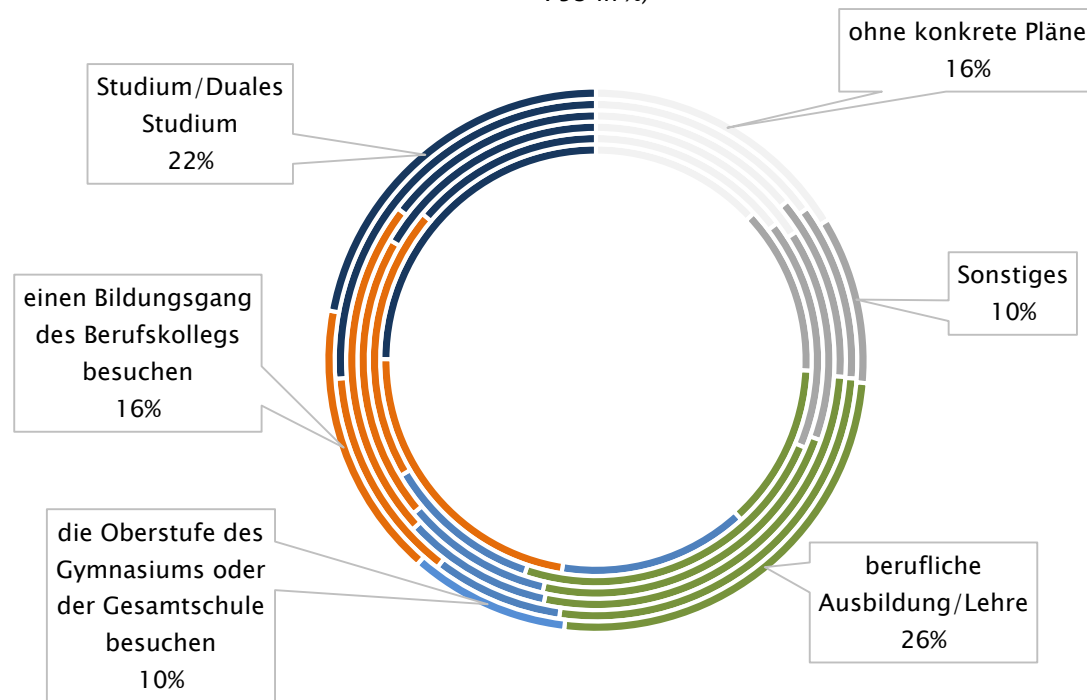 ohne konkrete Pläne
16%
Studium/Duales
Studium
22%
Sonstiges
10%
einen Bildungsgang
des Berufskollegs
besuchen
16%
die Oberstufe des
Gymnasiums oder
der Gesamtschule
besuchen
10%
berufliche
Ausbildung/Lehre
26%